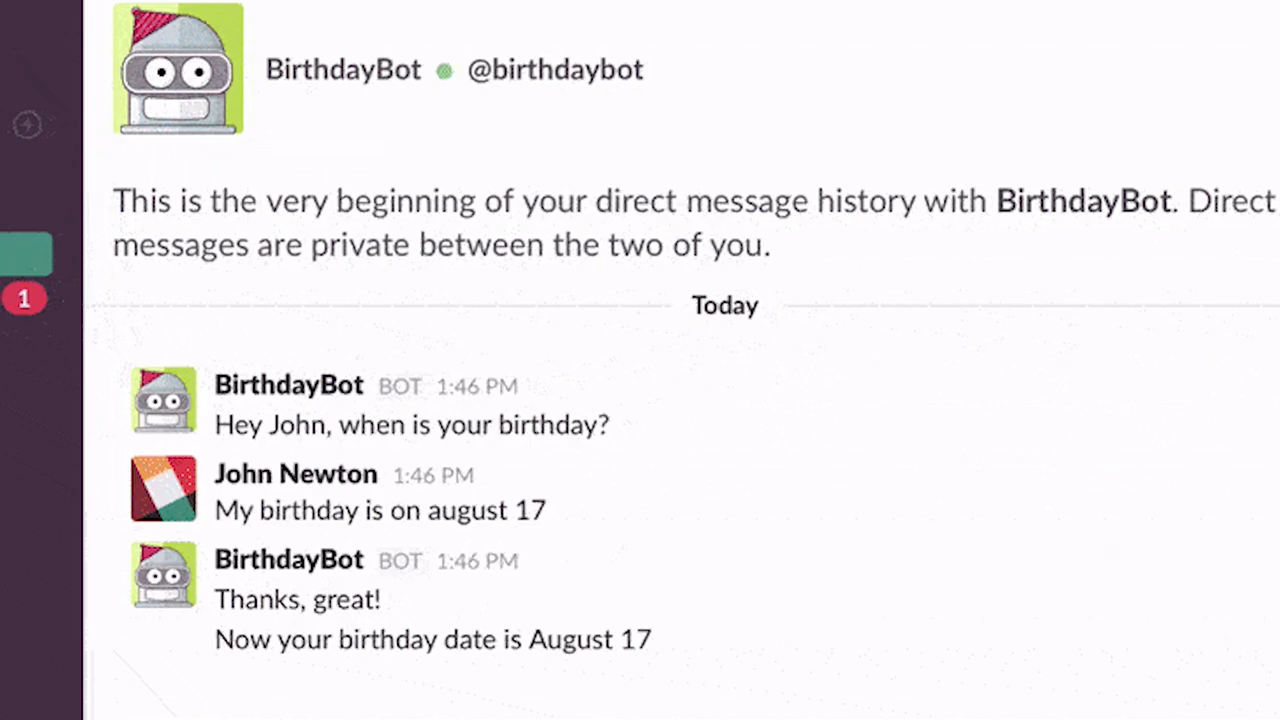 BirthdayBot @birthdaybot
This is the very beginning of your direct message history with BirthdayBot. Direct
messages are private between the two of you.
1
Today
BirthdayBot BOT 1:46 PM
Hey John, when is your birthday?
John Newton 1:46 PM
My birthday is on august 17
BirthdayBot BOT 1:46 PM
Thanks, great!
Now your birthday date is August 17